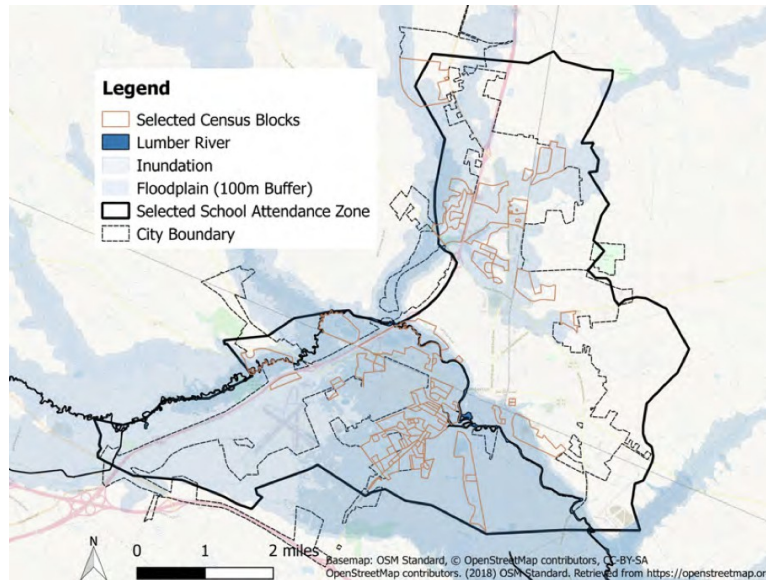 Legend
Selected Census Blocks
Lumber River
Inundation
Floodplain (100m Buffer)
Selected School Attendance Zone
City Boundary
N
0 1 2 miles
Basemap: OSM Standard, © OpenStreetMap contributors, CC-BY-SA
OpenStreetMap contributors. (2018) OSM Standard. Retrieved from https://openstreetmap.or